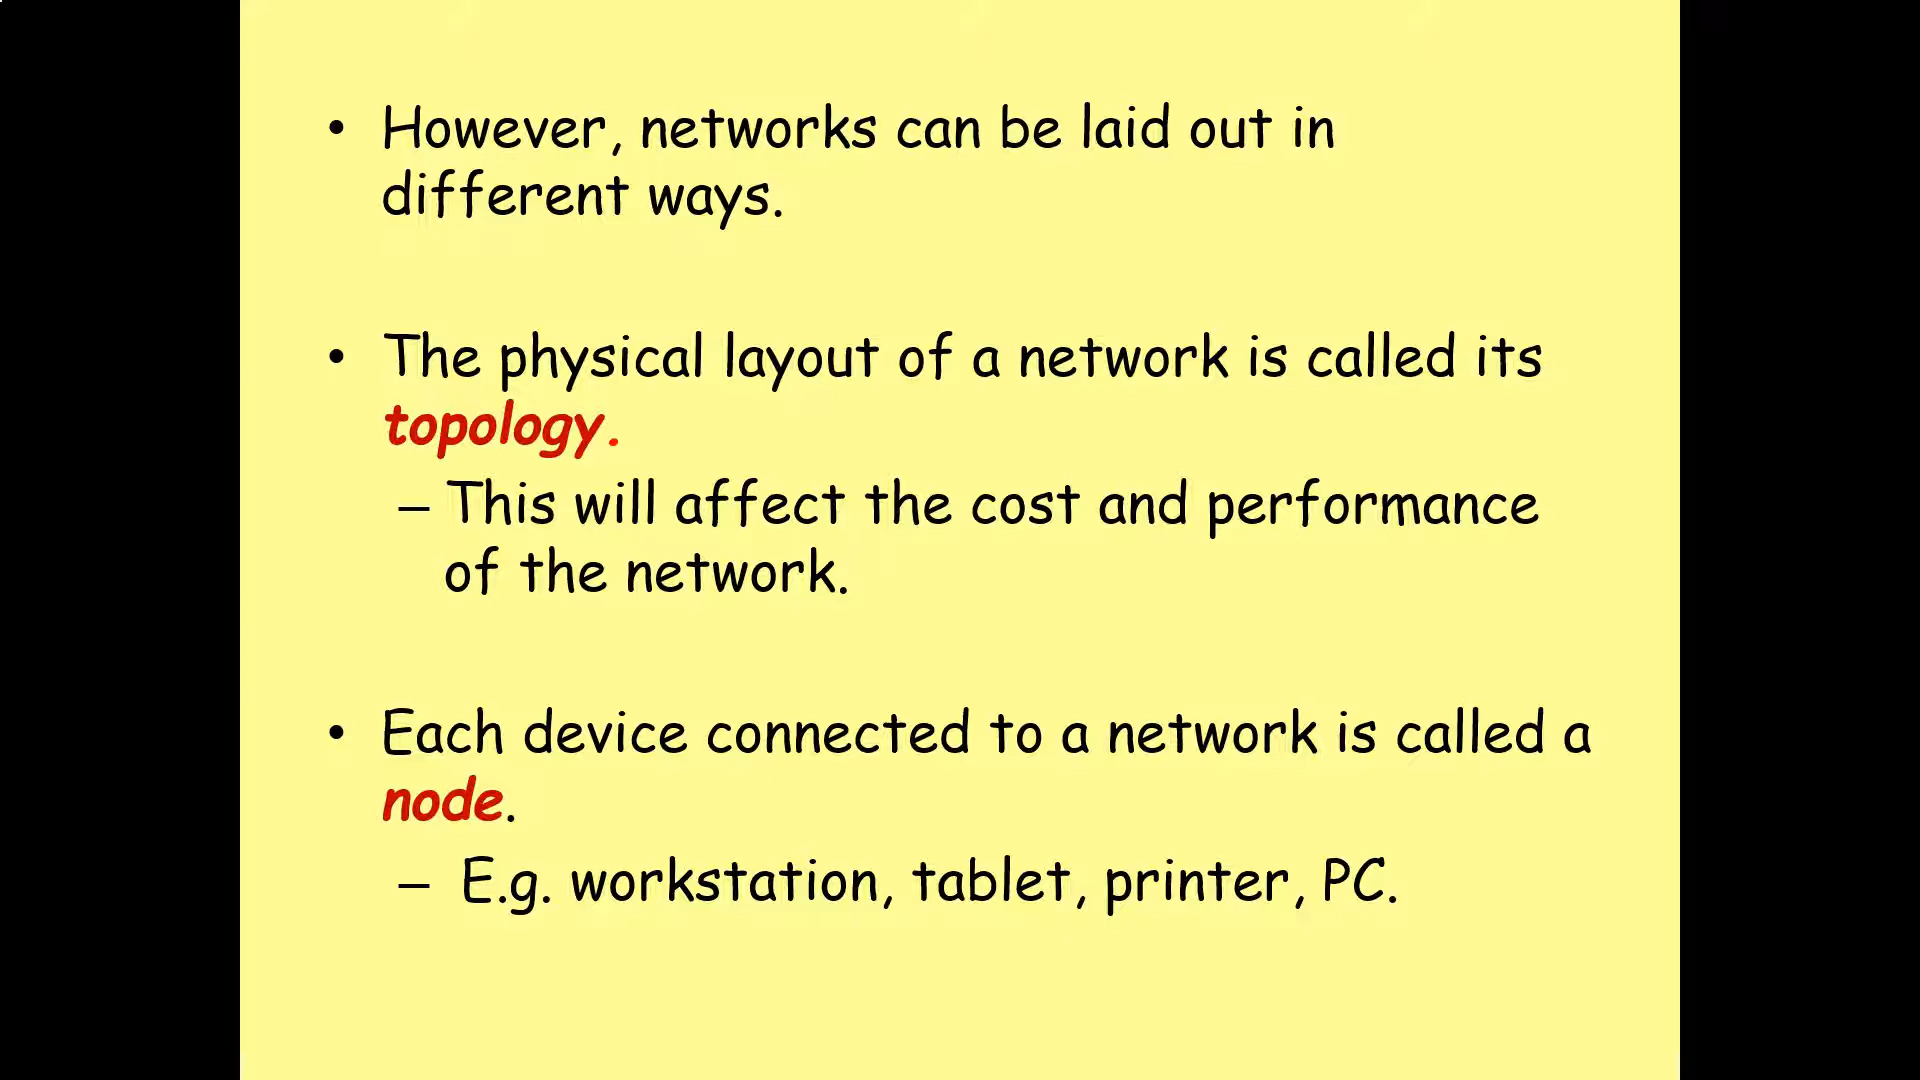 • However, networks can be laid out in
different ways.
• The physical layout of a network is called its
topology.
– This will affect the cost and performance
of the network.
• Each device connected to a network is called a
node.
– E.g. workstation, tablet, printer, PC.